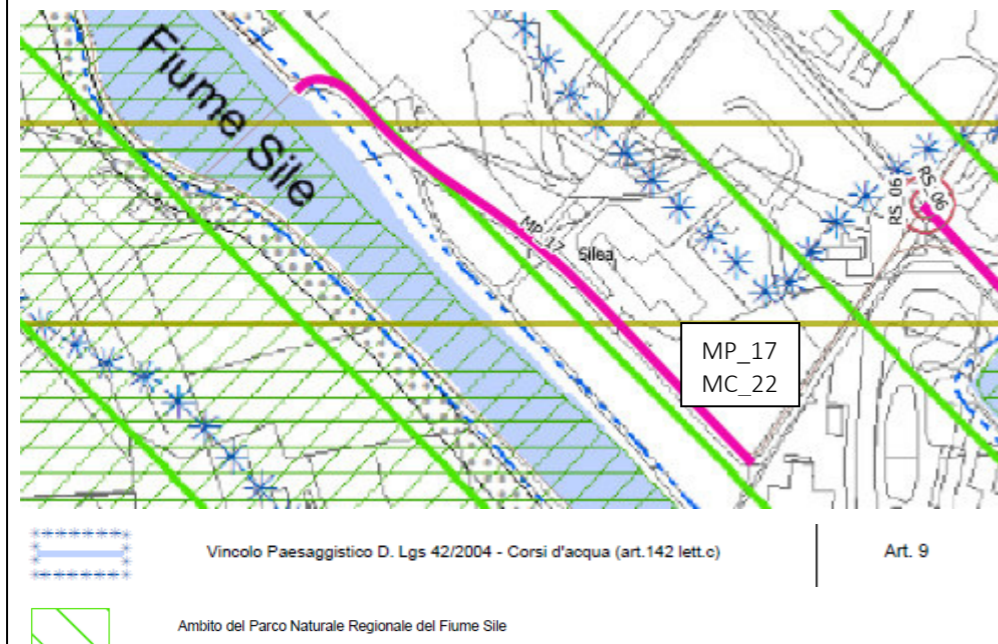 Fiume Sile
MP_17
Silea
RS_06
RS_06
MP_17
MC_22
Vincolo Paesaggistico D. Lgs 42/2004 - Corsi d'acqua (art.142 lett.c)
Art. 9
Ambito del Parco Naturale Regionale del Fiume Sile